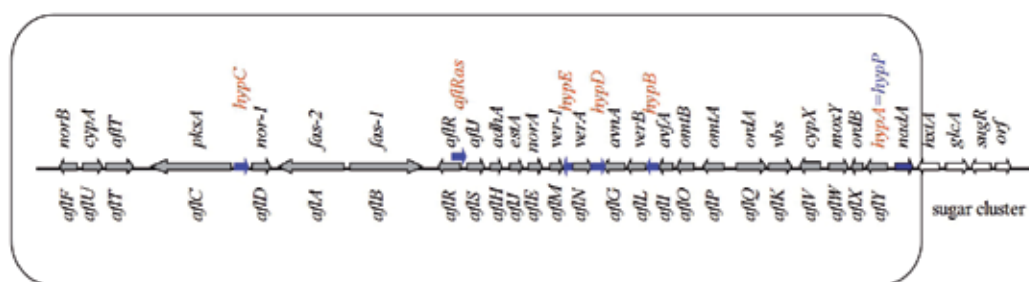 norB cypA aflT pksA hypC nor-1 fas-2 fas-1 aflR aflRas aflJ adhA estA norA ver-1 hypE verA hypD avnA verB hypB avfA omtB omtA ordA vbs cypX moxY ordB hypA=hypP nadA hxtA glcA sugR orf
aflF aflU aflT aflC aflD aflA aflB aflR aflS aflH aflJ aflE aflM aflN aflG aflL aflI aflO aflP aflQ aflK aflV aflW aflX aflY sugar cluster